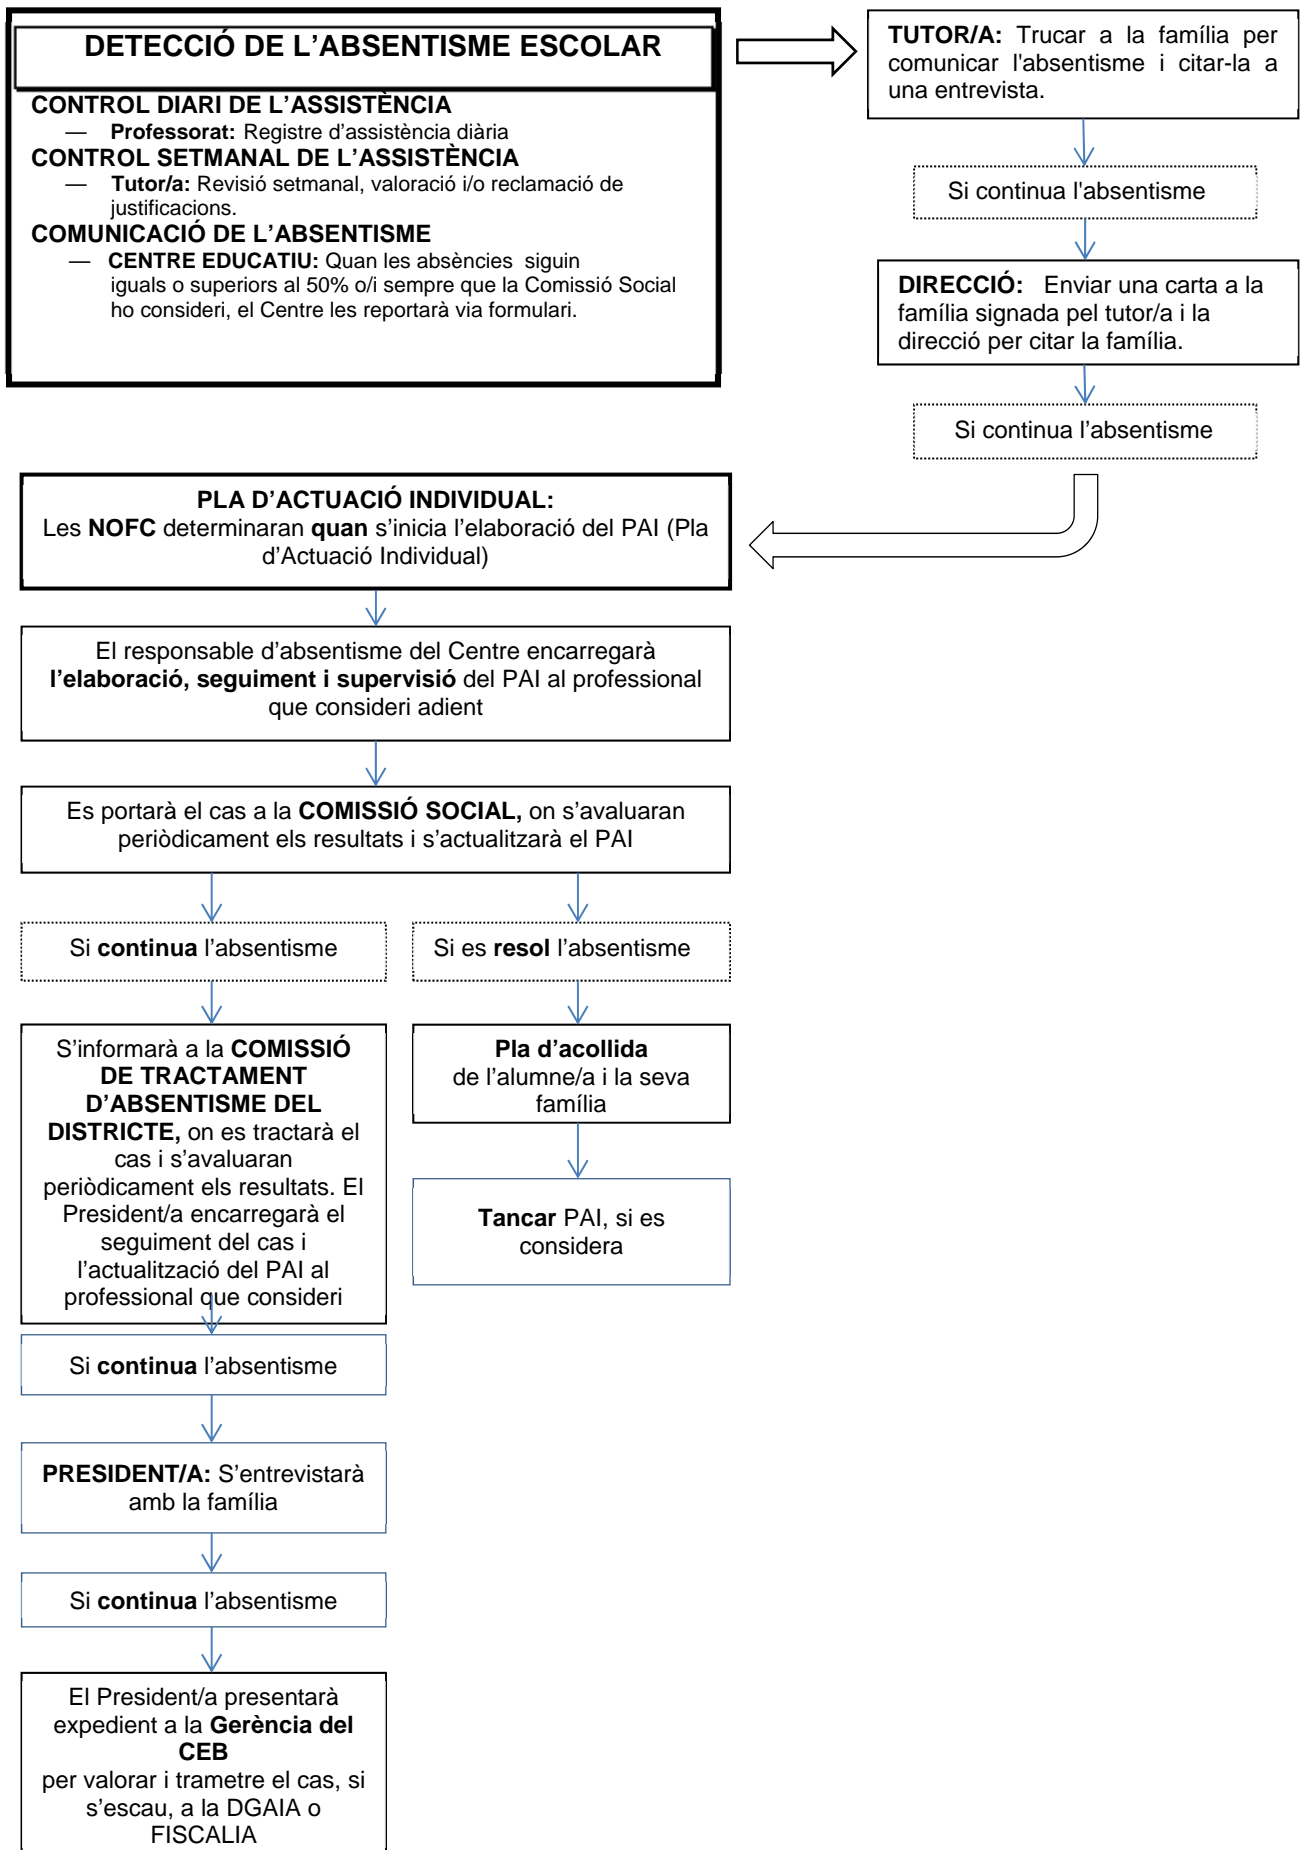 DETECCIÓ DE L’ABSENTISME ESCOLAR
CONTROL DIARI DE L’ASSISTÈNCIA
— Professorat: Registre d’assistència diària
CONTROL SETMANAL DE L’ASSISTÈNCIA
— Tutor/a: Revisió setmanal, valoració i/o reclamació de
justificacions.
COMUNICACIÓ DE L’ABSENTISME
— CENTRE EDUCATIU: Quan les absències siguin
iguals o superiors al 50% o/i sempre que la Comissió Social
ho consideri, el Centre les reportarà via formulari.
TUTOR/A: Trucar a la família per
comunicar l'absentisme i citar-la a
una entrevista.
Si continua l'absentisme
DIRECCIÓ: Enviar una carta a la
família signada pel tutor/a i la
direcció per citar la família.
Si continua l’absentisme
PLA D’ACTUACIÓ INDIVIDUAL:
Les NOFC determinaran quan s’inicia l’elaboració del PAI (Pla
d’Actuació Individual)
El responsable d’absentisme del Centre encarregarà
l’elaboració, seguiment i supervisió del PAI al professional
que consideri adient
Es portarà el cas a la COMISSIÓ SOCIAL, on s’avaluaran
periòdicament els resultats i s’actualitzarà el PAI
Si continua l’absentisme
S’informarà a la COMISSIÓ
DE TRACTAMENT
D’ABSENTISME DEL
DISTRICTE, on es tractarà el
cas i s’avaluaran
periòdicament els resultats. El
President/a encarregarà el
seguiment del cas i
l’actualització del PAI al
professional que consideri
Si continua l’absentisme
PRESIDENT/A: S’entrevistarà
amb la família
Si continua l’absentisme
El President/a presentarà
expedient a la Gerència del
CEB
per valorar i trametre el cas, si
s’escau, a la DGAIA o
FISCALIA
Si es resol l’absentisme
Pla d’acollida
de l’alumne/a i la seva
família
Tancar PAI, si es
considera